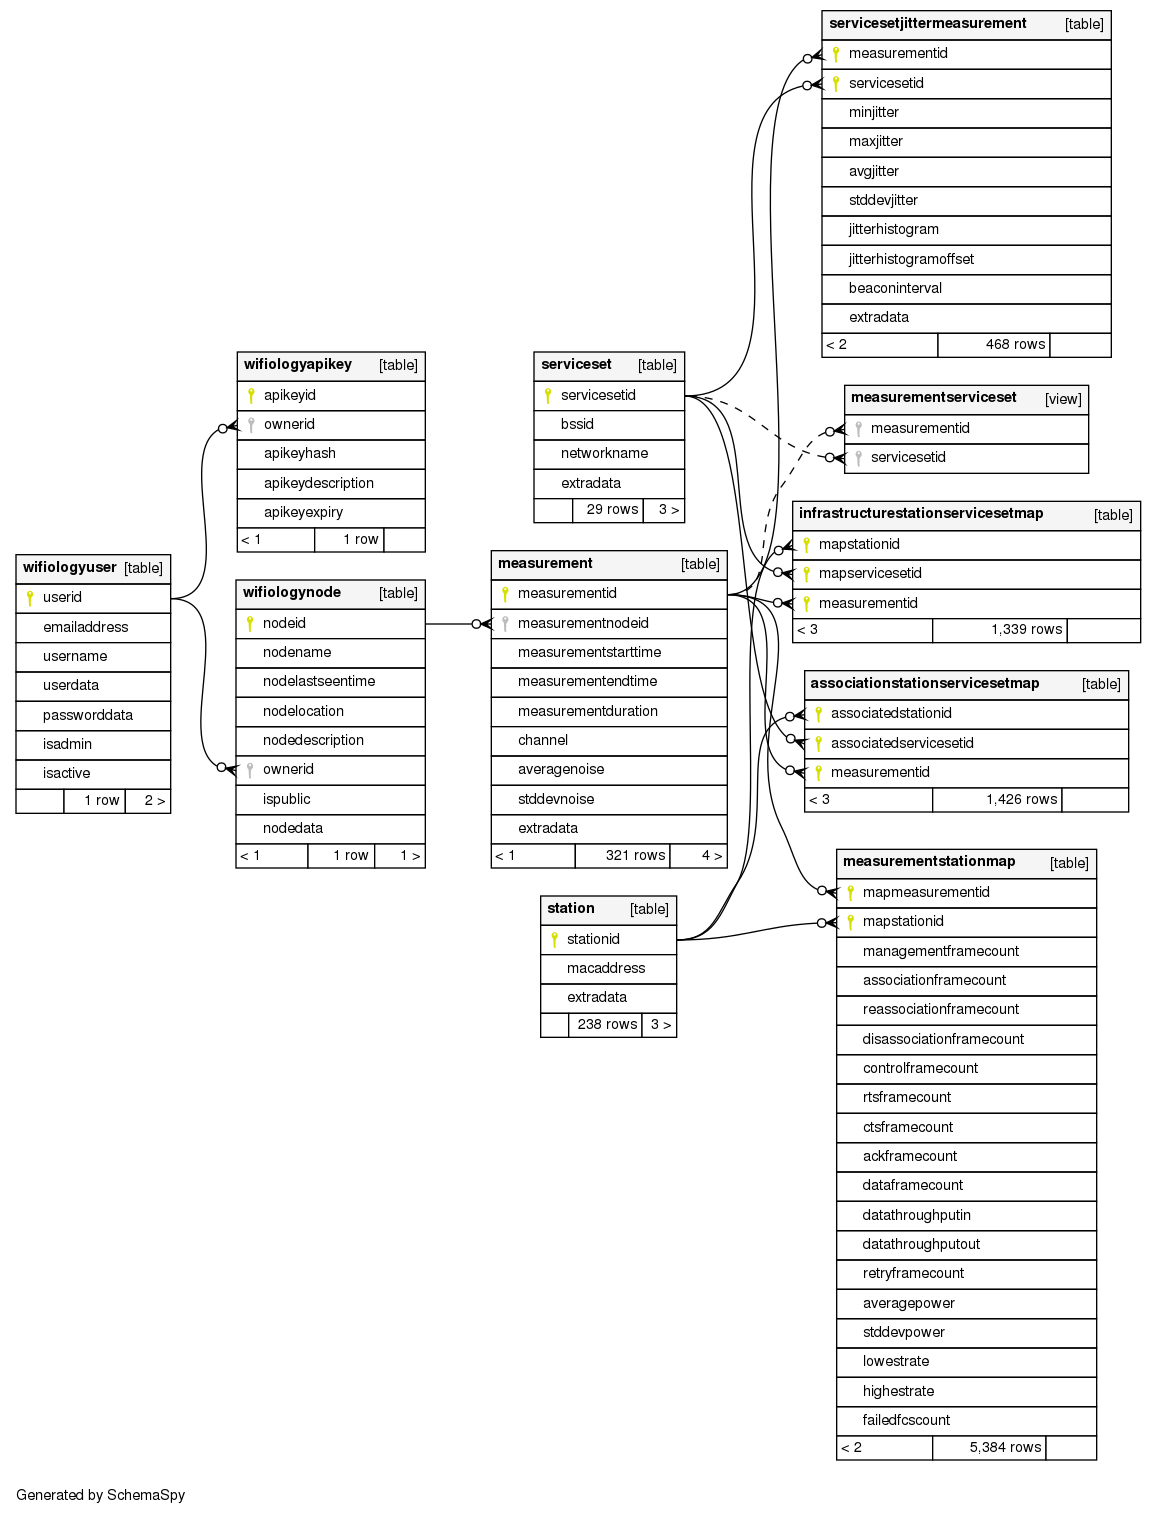 servicesetjittermeasurement [table]
measurementid
servicesetid
minjitter
maxjitter
avgjitter
stddevjitter
jitterhistogram
jitterhistogramoffset
beaconinterval
extradata
< 2 468 rows
wifiologyapikey [table]
apikeyid
ownerid
apikeyhash
apikeydescription
apikeyexpiry
< 1 1 row
serviceset [table]
servicesetid
bssid
networkname
extradata
29 rows 3 >
measurementserviceset [view]
measurementid
servicesetid
infrastructurestationservicesetmap [table]
mapstationid
mapservicesetid
measurementid
< 3 1,339 rows
wifiologyuser [table]
userid
emailaddress
username
userdata
passworddata
isadmin
isactive
1 row 2 >
wifiologynode [table]
nodeid
nodename
nodelastseentime
nodelocation
nodedescription
ownerid
ispublic
nodedata
< 1 1 row 1 >
measurement [table]
measurementid
measurementnodeid
measurementstarttime
measurementendtime
measurementduration
channel
averagenoise
stddevnoise
extradata
< 1 321 rows 4 >
associationstationservicesetmap [table]
associatedstationid
associatedservicesetid
measurementid
< 3 1,426 rows
station [table]
stationid
macaddress
extradata
238 rows 3 >
measurementstationmap [table]
mapmeasurementid
mapstationid
managementframecount
associationframecount
reassociationframecount
disassociationframecount
controlframecount
rtsframecount
ctsframecount
ackframecount
dataframecount
datathroughputin
datathroughputout
retryframecount
averagepower
stddevpower
lowestrate
highestrate
failedfcscount
< 2 5,384 rows
Generated by SchemaSpy